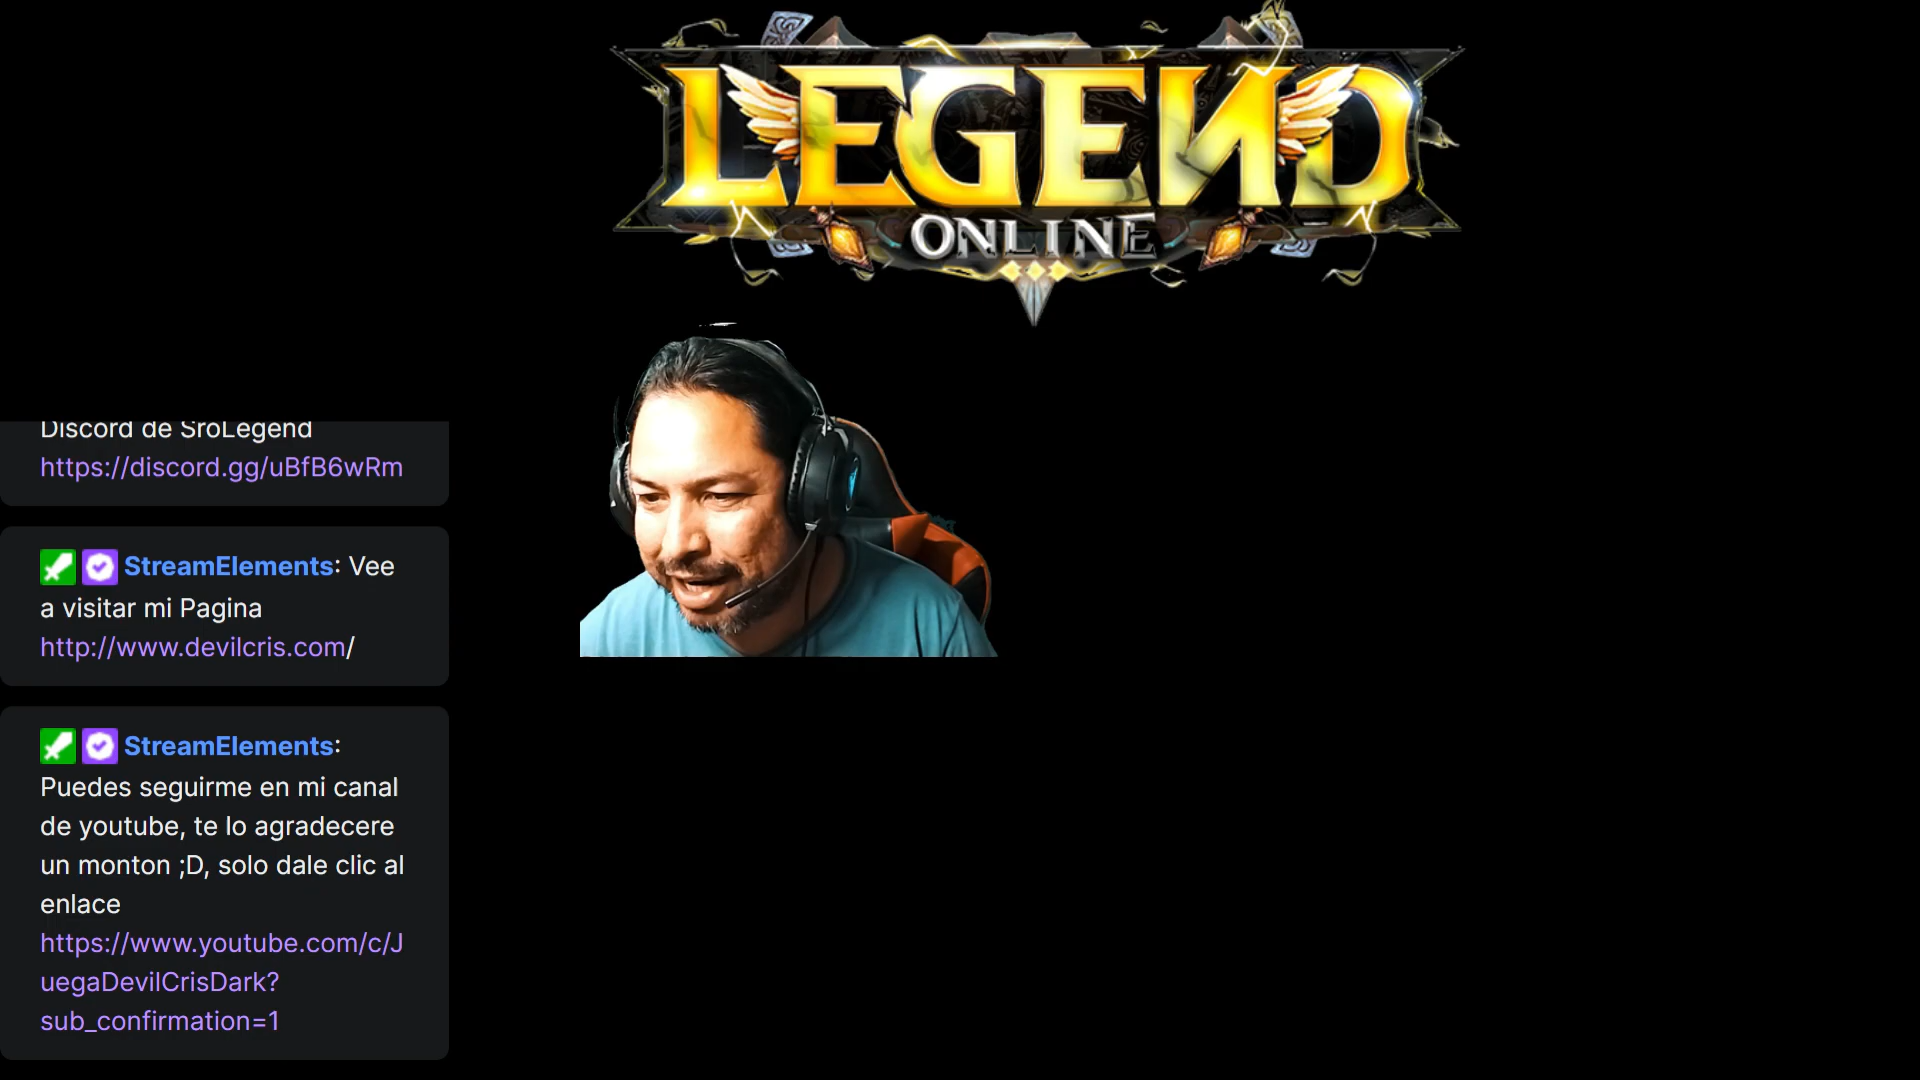 LEGEND
ONLINE
Discord de SroLegend
https://discord.gg/uBfB6wRm
StreamElements: Vee
a visitar mi Pagina
http://www.devilcris.com/
StreamElements:
Puedes seguirme en mi canal
de youtube, te lo agradecere
un monton ;D, solo dale clic al
enlace
https://www.youtube.com/c/J
uegaDevilCrisDark?
sub_confirmation=1